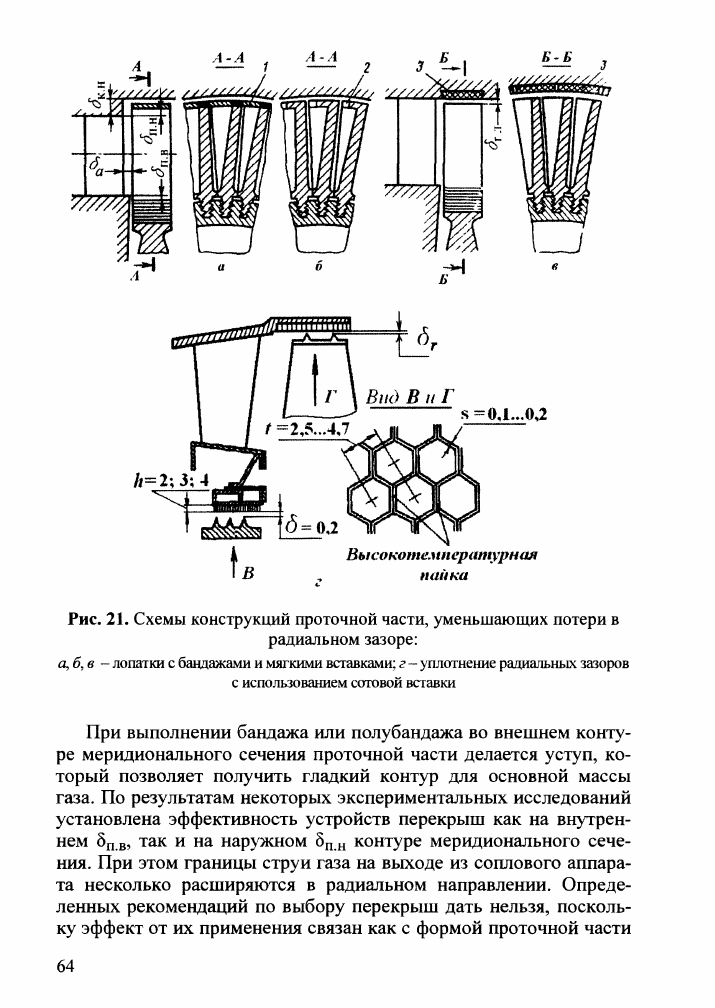 А
А - А
1
А - А
2
3
Б
Б - Б
3
δк.н
δп.н
δа
δп.в
δг.л
А
а
б
Б
в
δг
Г
Вид В и Г
s = 0,1...0,2
t = 2,5...4,7
h = 2; 3; 4
δ = 0,2
В
Высокотемпературная
пайка
г
Рис. 21. Схемы конструкций проточной части, уменьшающих потери в
радиальном зазоре:
а, б, в – лопатки с бандажами и мягкими вставками; г – уплотнение радиальных зазоров
с использованием сотовой вставки
При выполнении бандажа или полубандажа во внешнем конту-
ре меридионального сечения проточной части делается уступ, ко-
торый позволяет получить гладкий контур для основной массы
газа. По результатам некоторых экспериментальных исследований
установлена эффективность устройств перекрыш как на внутрен-
нем δп.в, так и на наружном δп.н контуре меридионального сече-
ния. При этом границы струи газа на выходе из соплового аппара-
та несколько расширяются в радиальном направлении. Опреде-
ленных рекомендаций по выбору перекрыш дать нельзя, посколь-
ку эффект от их применения связан как с формой проточной части
64